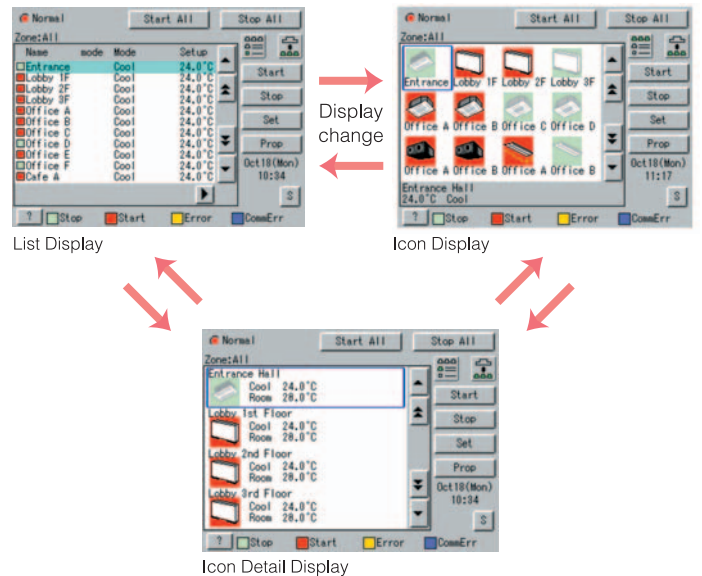 Normal Start All Stop All
Zone:All
Name mode Mode Setup
Entrance Cool 24.0°C
Lobby 1F Cool 24.0°C
Lobby 2F Cool 24.0°C
Lobby 3F Cool 24.0°C
Office A Cool 24.0°C
Office B Cool 24.0°C
Office C Cool 24.0°C
Office D Cool 24.0°C
Office E Cool 24.0°C
Office F Cool 24.0°C
Cafe A Cool 24.0°C
Start
Stop
Set
Prop
Oct18(Mon)
10:34
S
? Stop Start Error CommErr
List Display
Display
change
Normal Start All Stop All
Zone:All
Entrance Lobby 1F Lobby 2F Lobby 3F
Office A Office B Office C Office D
Office A Office B Office A Office B
Entrance Hall
24.0°C Cool
Start
Stop
Set
Prop
Oct18(Mon)
11:17
S
? Stop Start Error CommErr
Icon Display
Normal Start All Stop All
Zone:All
Entrance Hall
Cool 24.0°C
Room 28.0°C
Lobby 1st Floor
Cool 24.0°C
Room 28.0°C
Lobby 2nd Floor
Cool 24.0°C
Room 28.0°C
Lobby 3rd Floor
Cool 24.0°C
Room 28.0°C
Start
Stop
Set
Prop
Oct18(Mon)
10:34
S
? Stop Start Error CommErr
Icon Detail Display